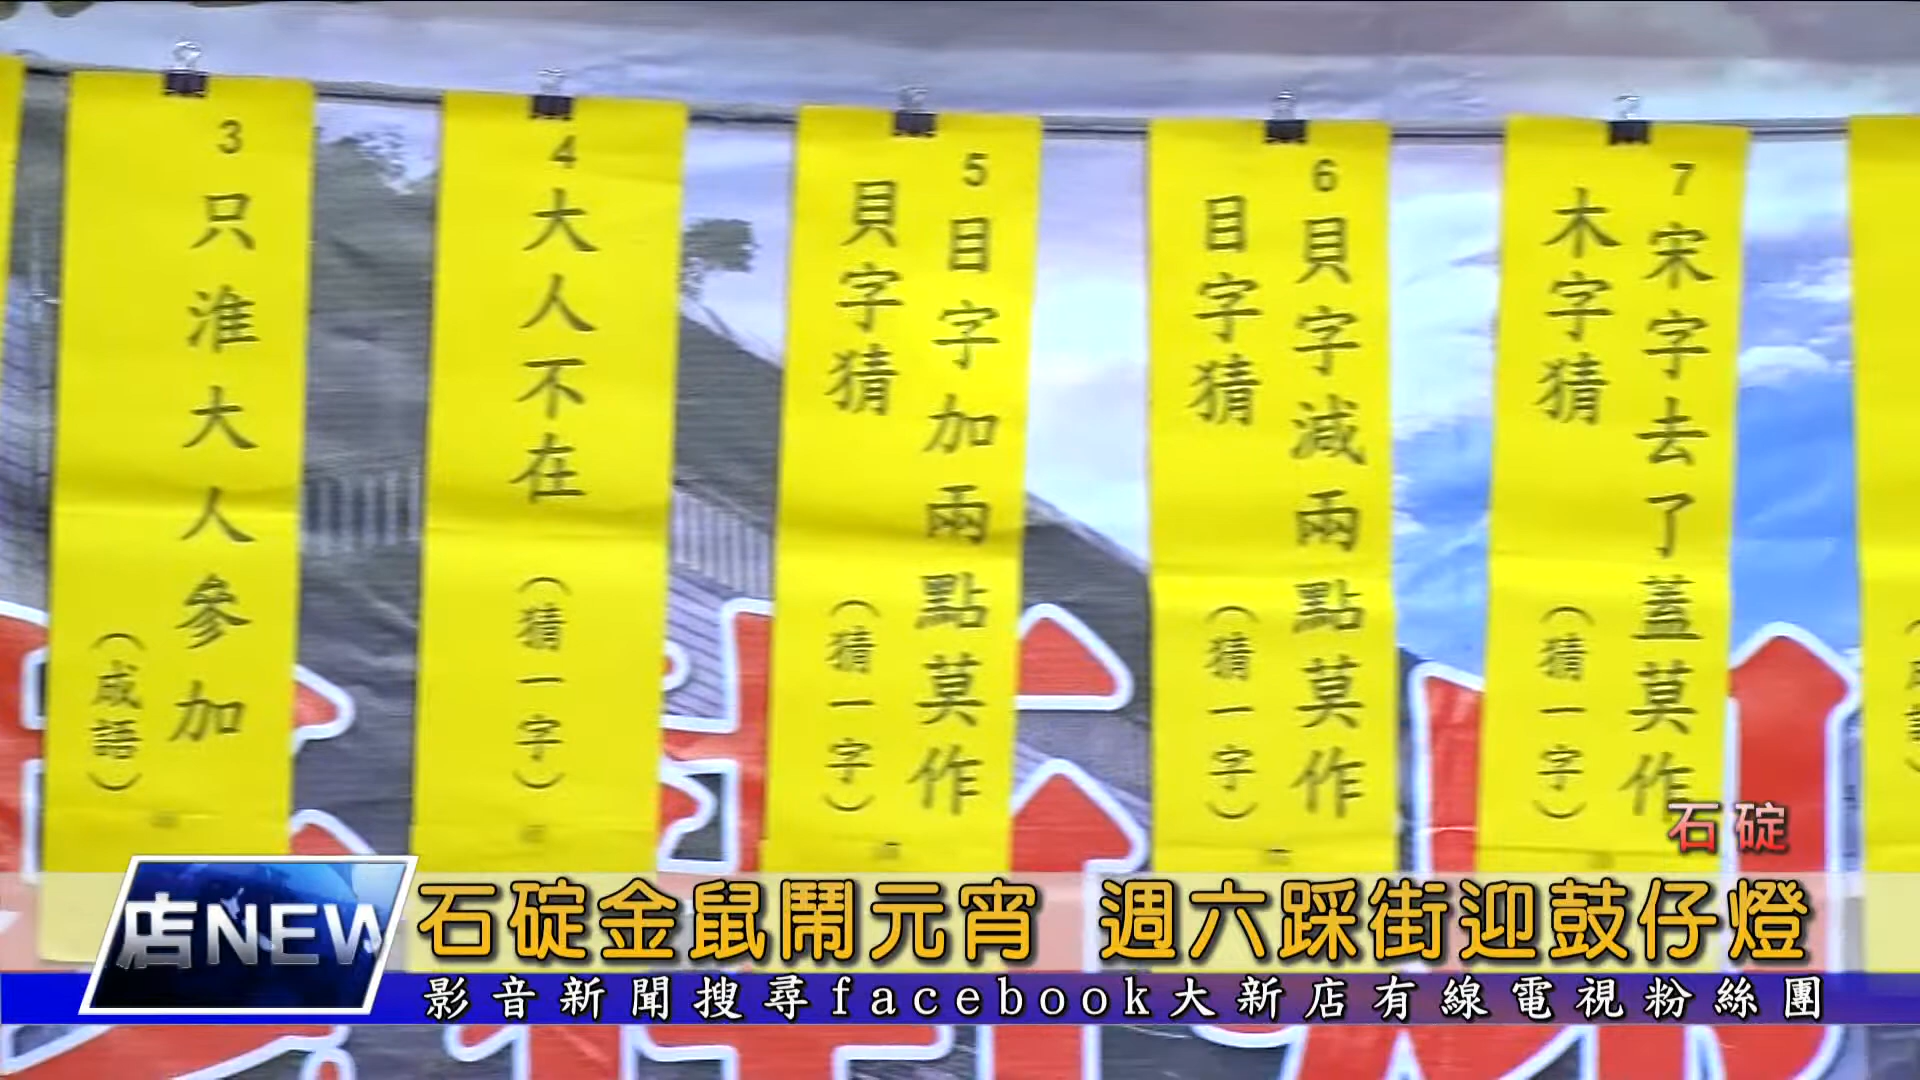 3
只淮大人參加
(成語)
4
大人不在
(猜一字)
5
目字加兩點莫作
貝字猜
(猜一字)
6
貝字減兩點莫作
目字猜
(猜一字)
7
宋字去了蓋莫作
木字猜
(猜一字)
石碇
店NEW
石碇金鼠鬧元宵 週六踩街迎鼓仔燈
影音新聞搜尋facebook大新店有線電視粉絲團